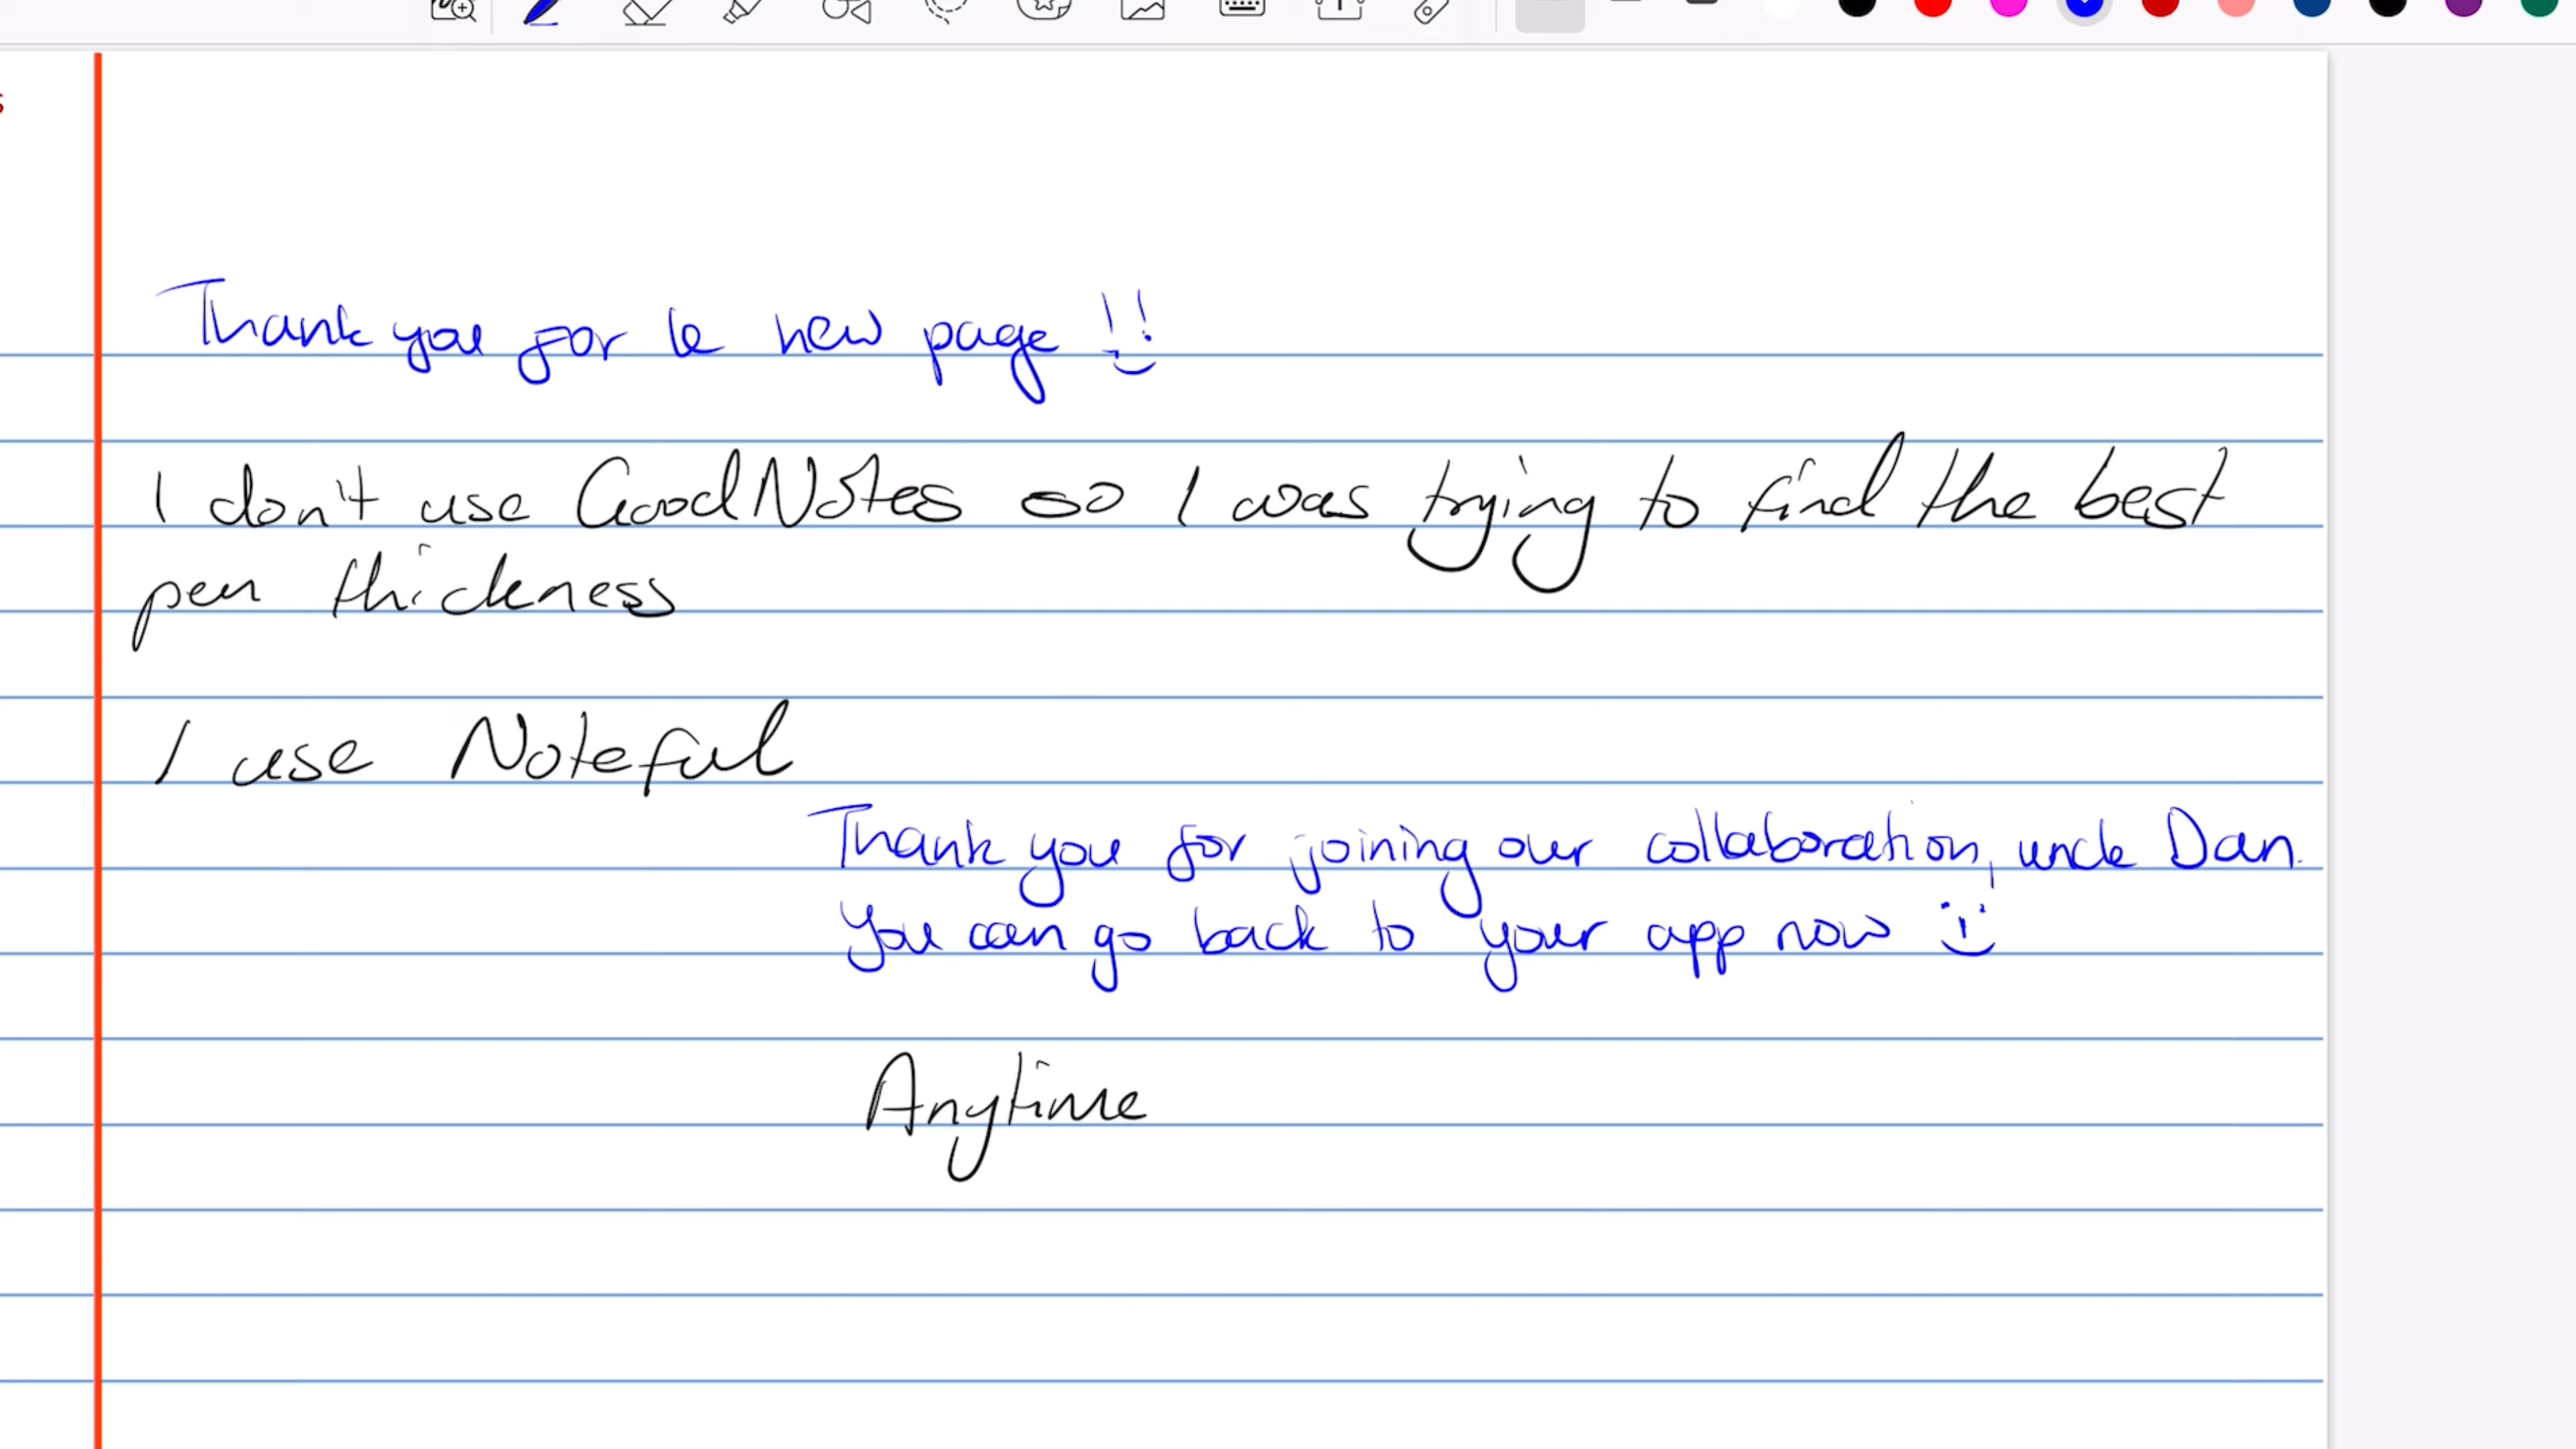 Thank you for le new page !!
I don't use GoodNotes so I was trying to find the best
pen thickness
I use Noteful
Thank you for joining our collaboration, uncle Dan.
You can go back to your app now :)
Anytime